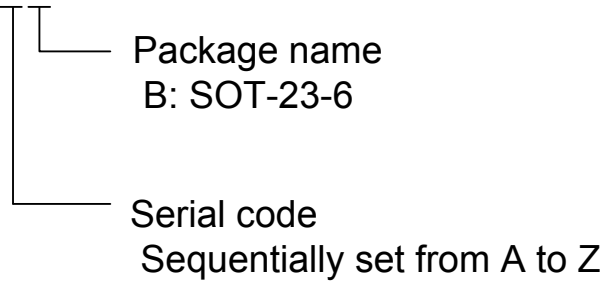 Package name
B: SOT-23-6
Serial code
Sequentially set from A to Z